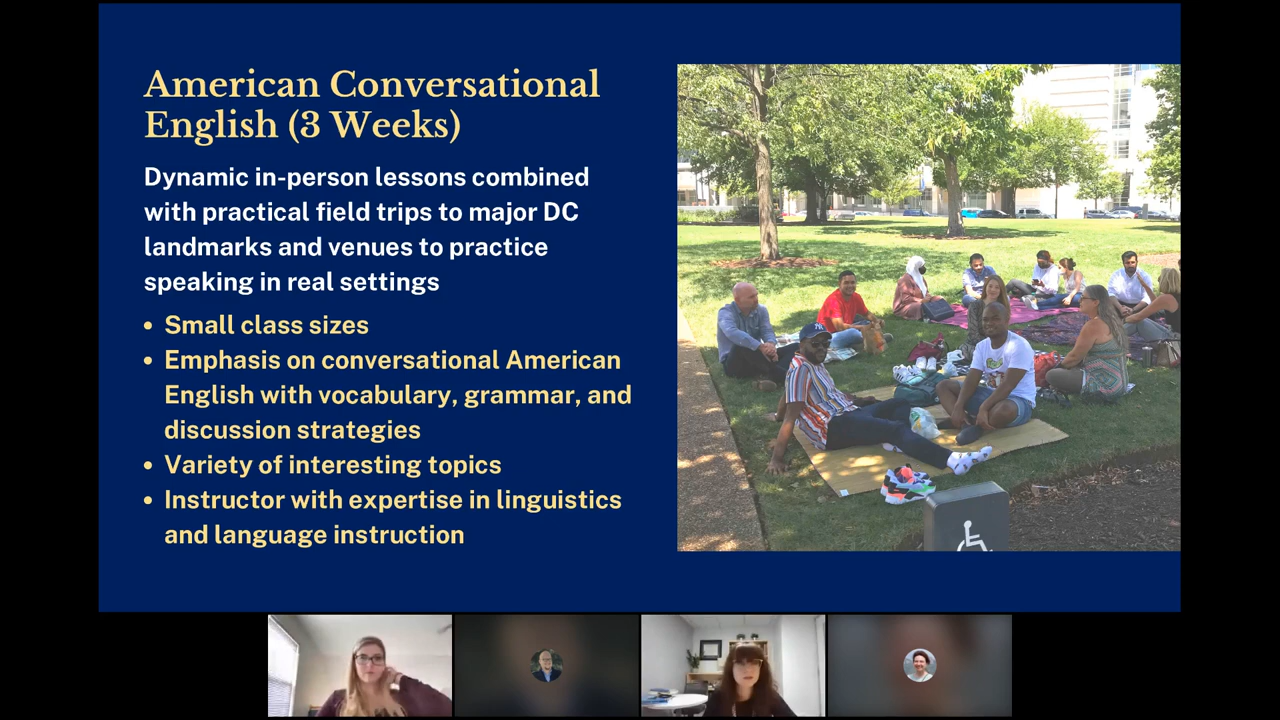 American Conversational
English (3 Weeks)
Dynamic in-person lessons combined
with practical field trips to major DC
landmarks and venues to practice
speaking in real settings
• Small class sizes
• Emphasis on conversational American
English with vocabulary, grammar, and
discussion strategies
• Variety of interesting topics
• Instructor with expertise in linguistics
and language instruction